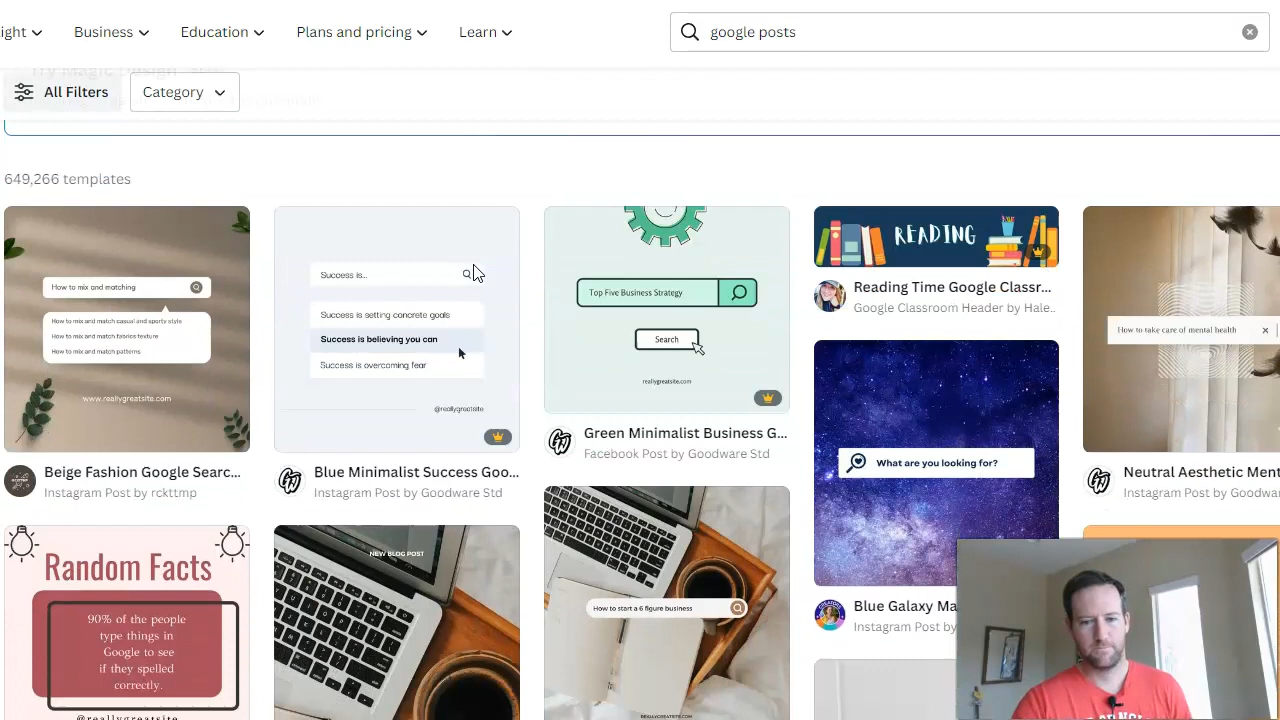 ight
Business
Education
Plans and pricing
Learn
google posts
All Filters
Category
649,266 templates
How to mix and matching
How to mix and match casual and sporty style
How to mix and match fabrics texture
How to mix and match patterns
www.reallygreatsite.com
Beige Fashion Google Searc...
Instagram Post by rckttmp
Success is...
Success is setting concrete goals
Success is believing you can
Success is overcoming fear
@reallygreatsite
Blue Minimalist Success Goo...
Instagram Post by Goodware Std
Top Five Business Strategy
Search
reallygreatsite.com
Green Minimalist Business G...
Facebook Post by Goodware Std
READING
Reading Time Google Classr...
Google Classroom Header by Hale..
What are you looking for?
Blue Galaxy Ma
Instagram Post by
How to take care of mental health
Neutral Aesthetic Ment
Instagram Post by Goodwa
Random Facts
90% of the people
type things in
Google to see
if they spelled
correctly.
@reallygreatsite
NEW BLOG POST
How to start a 6 figure business
REALLYGREATSITE.COM